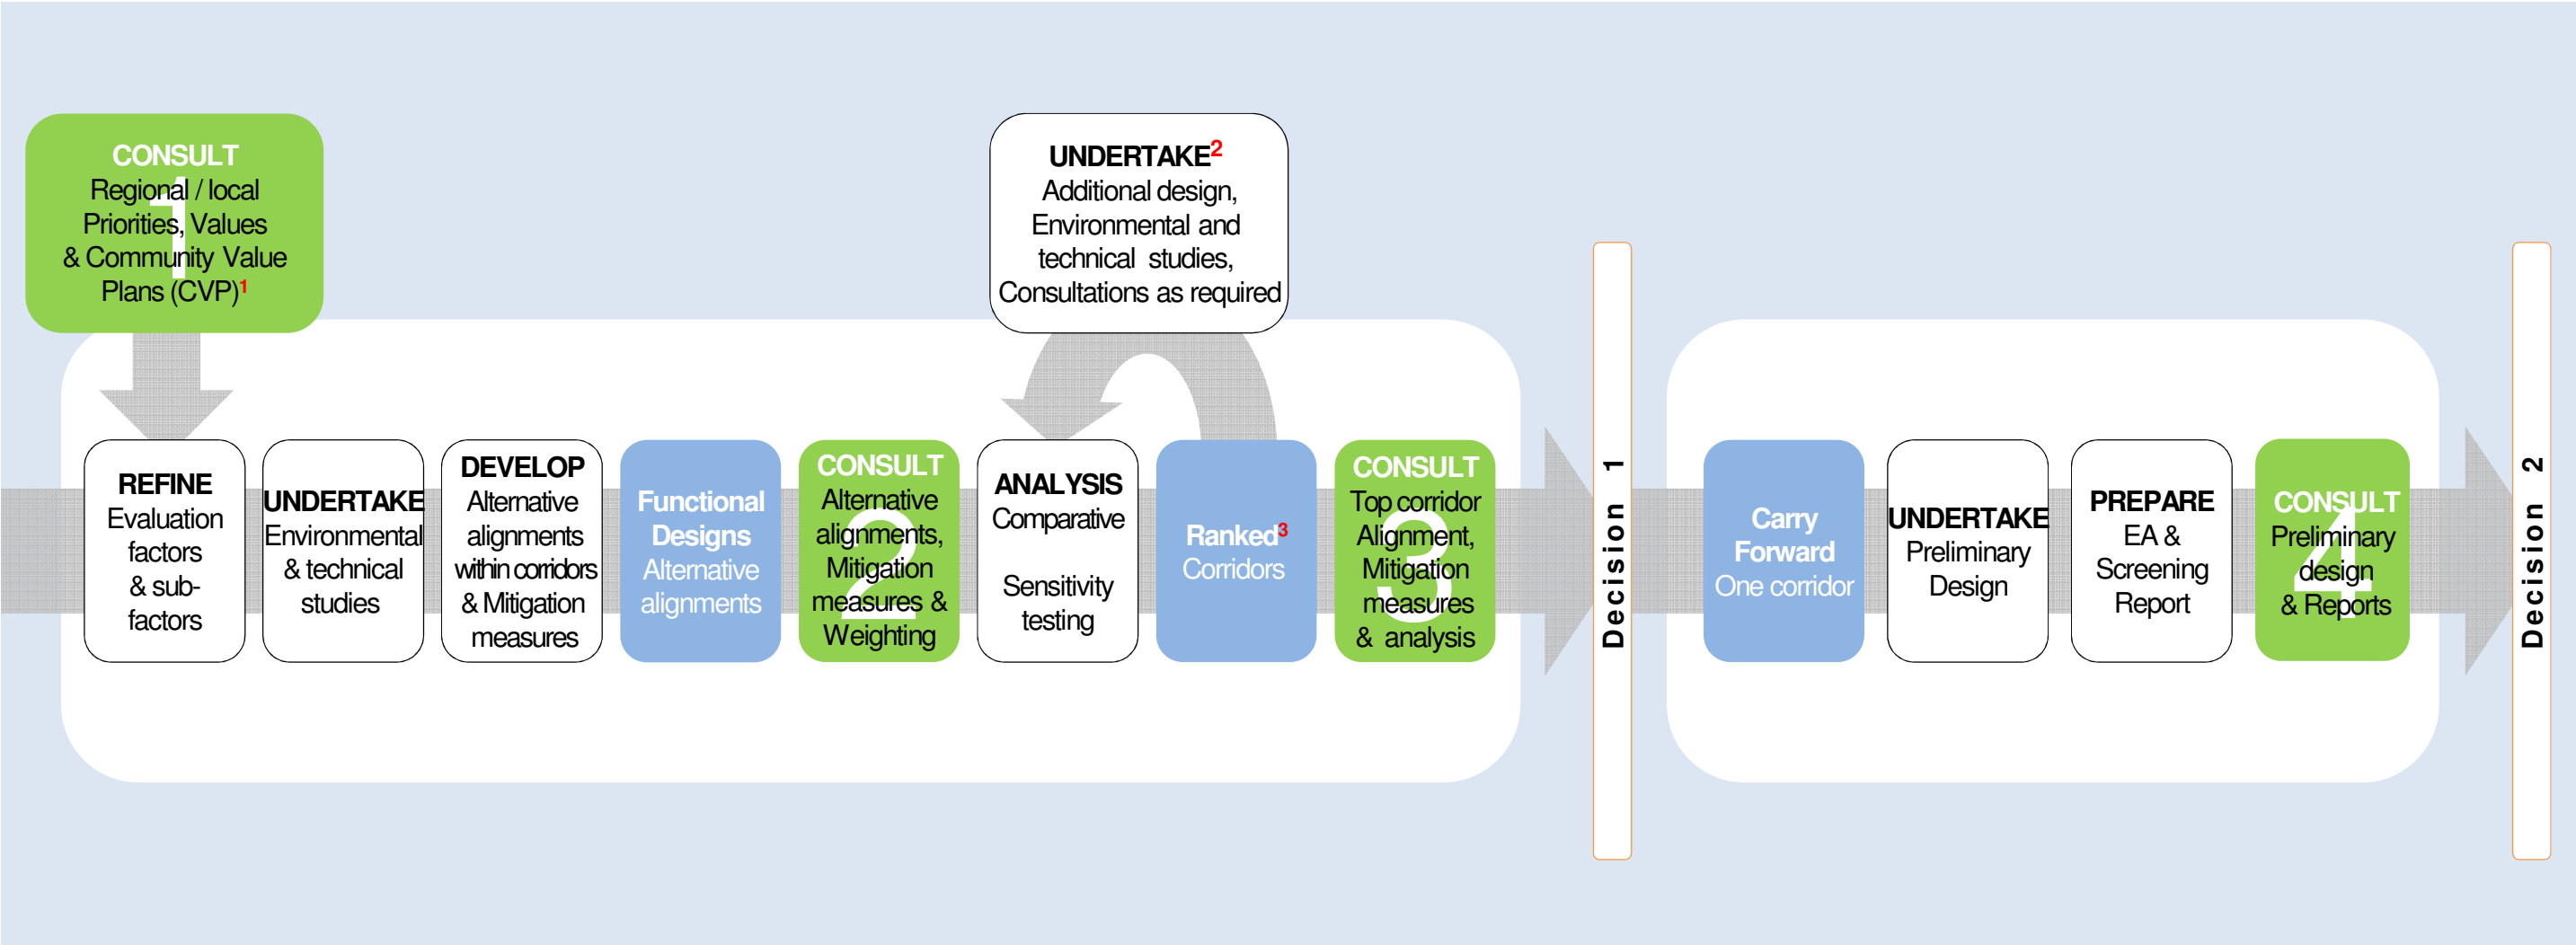 CONSULT
1
Regional / local
Priorities, Values
& Community Value
Plans (CVP)1
UNDERTAKE2
Additional design,
Environmental and
technical studies,
Consultations as required
REFINE
Evaluation
factors
& sub-
factors
UNDERTAKE
Environmental
& technical
studies
DEVELOP
Alternative
alignments
within corridors
& Mitigation
measures
Functional
Designs
Alternative
alignments
CONSULT
2
Alternative
alignments,
Mitigation
measures &
Weighting
ANALYSIS
Comparative
Sensitivity
testing
Ranked3
Corridors
CONSULT
3
Top corridor
Alignment,
Mitigation
measures
& analysis
Decision 1
Carry
Forward
One corridor
UNDERTAKE
Preliminary
Design
PREPARE
EA &
Screening
Report
CONSULT
4
Preliminary
design
& Reports
Decision 2